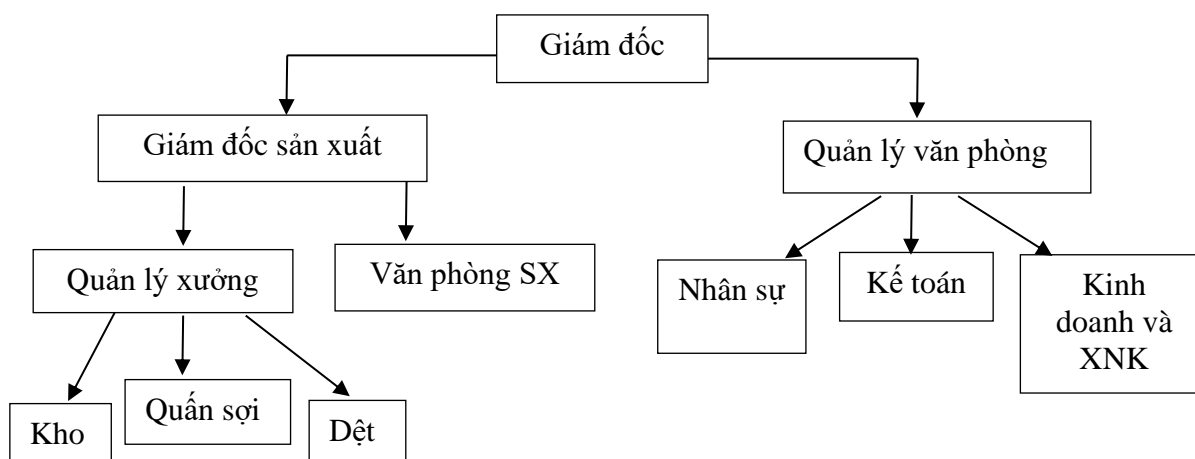 Giám đốc
Giám đốc sản xuất
Quản lý văn phòng
Quản lý xưởng
Văn phòng SX
Nhân sự
Kế toán
Kinh
doanh và
XNK
Kho
Quấn sợi
Dệt